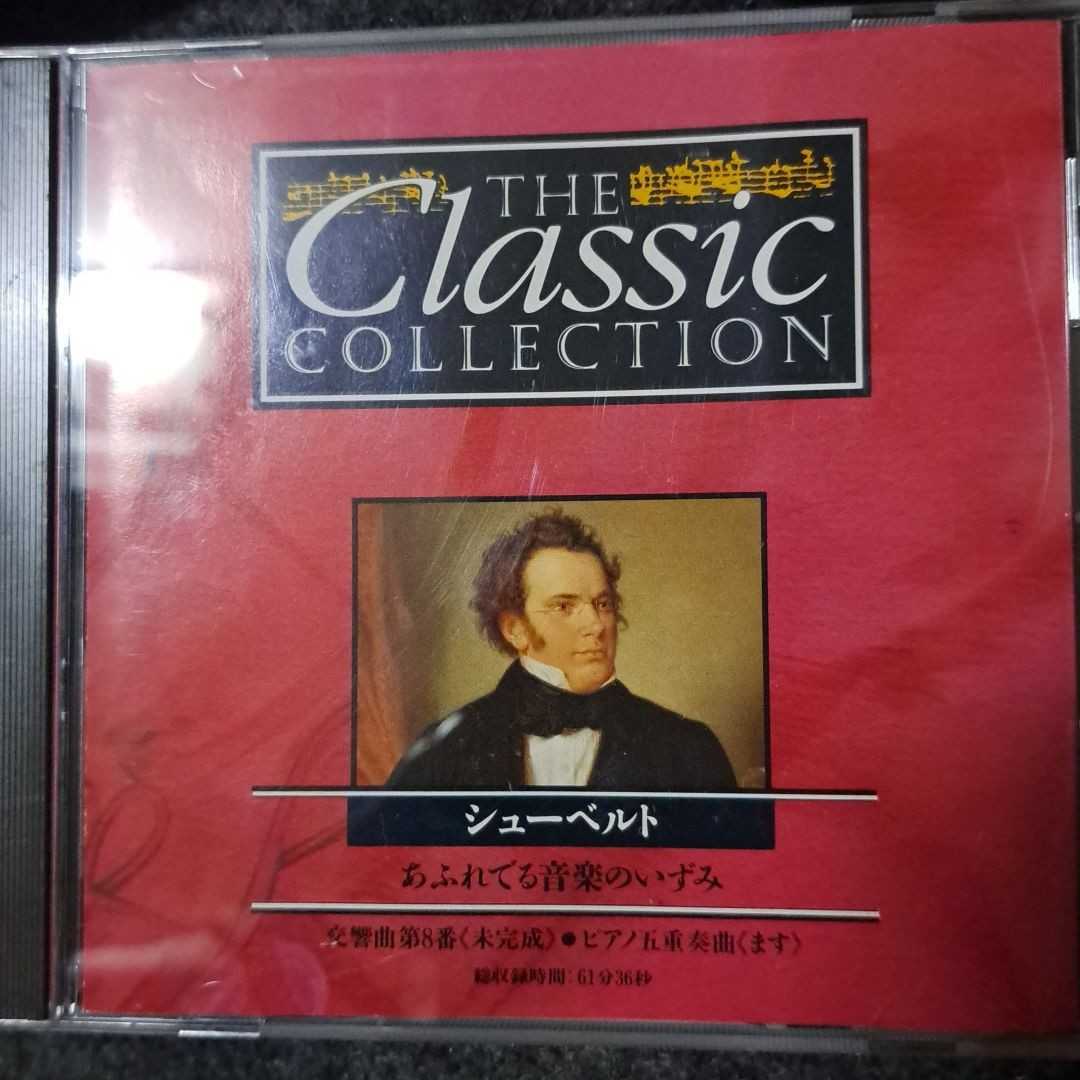 THE
Classic
COLLECTION
シューベルト
あふれでる音楽のいずみ
交響曲第8番《未完成》●ピアノ五重奏曲《ます》
総収録時間:61分36秒